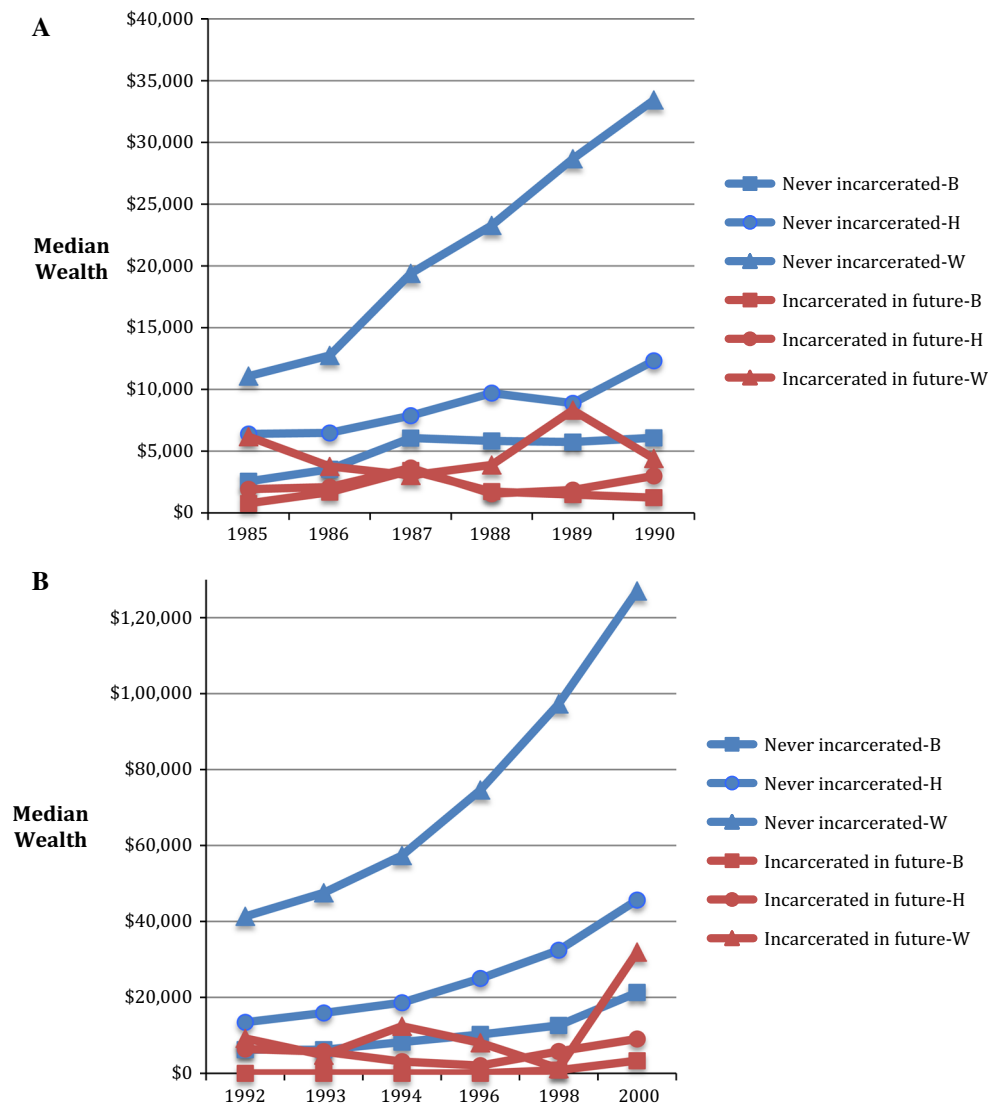 A
$40,000
$35,000
$30,000
$25,000
$20,000
$15,000
$10,000
$5,000
$0
Median
Wealth
1985 1986 1987 1988 1989 1990
Never incarcerated-B
Never incarcerated-H
Never incarcerated-W
Incarcerated in future-B
Incarcerated in future-H
Incarcerated in future-W
B
$1,20,000
$1,00,000
$80,000
$60,000
$40,000
$20,000
$0
Median
Wealth
1992 1993 1994 1996 1998 2000
Never incarcerated-B
Never incarcerated-H
Never incarcerated-W
Incarcerated in future-B
Incarcerated in future-H
Incarcerated in future-W